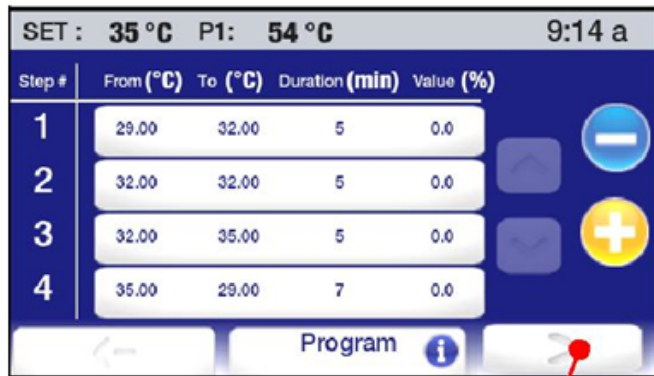 SET : 35 °C P1: 54 °C 9:14 a
Step # From (°C) To (°C) Duration (min) Value (%)
1 29.00 32.00 5 0.0
2 32.00 32.00 5 0.0
3 32.00 35.00 5 0.0
4 35.00 29.00 7 0.0
Program i